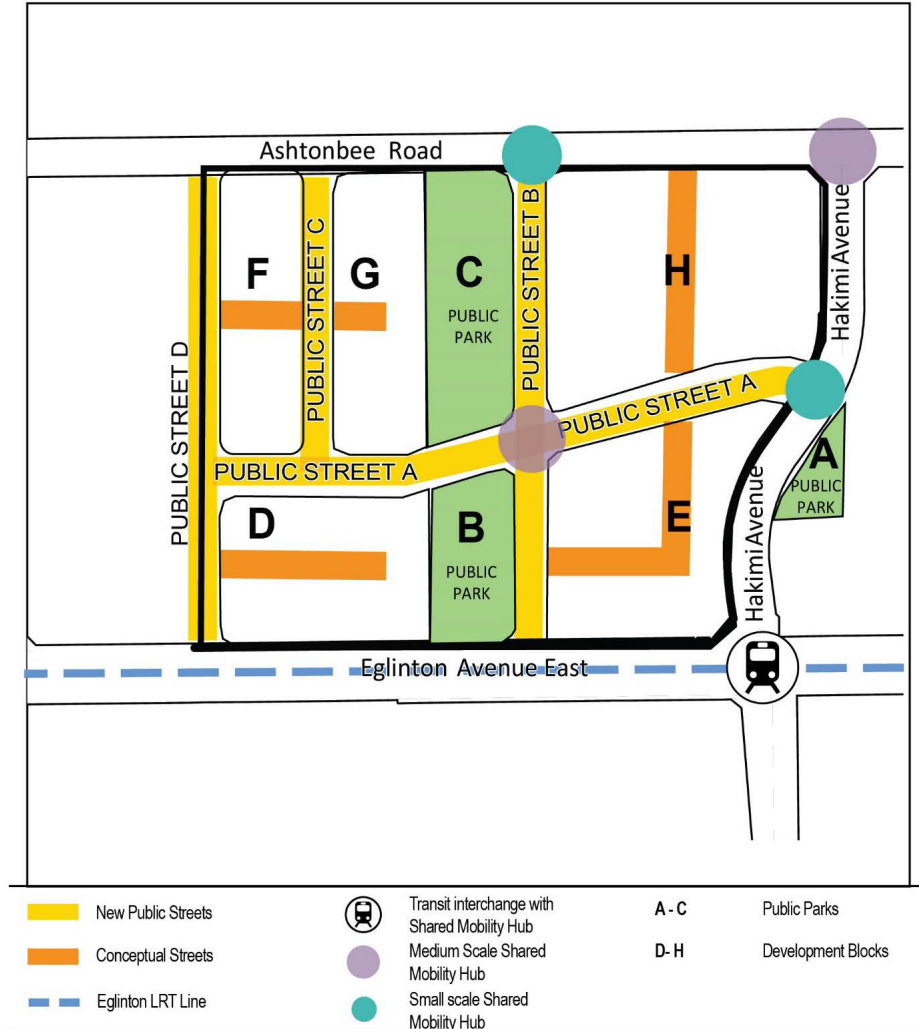 Ashtonbee Road
Hakimi Avenue
F
PUBLIC STREET C
G
C
PUBLIC
PARK
PUBLIC STREET B
H
PUBLIC STREET D
PUBLIC STREET A
PUBLIC STREET A
A
PUBLIC
PARK
D
B
PUBLIC
PARK
E
Hakimi Avenue
Eglinton Avenue East
New Public Streets
Conceptual Streets
Eglinton LRT Line
Transit interchange with
Shared Mobility Hub
Medium Scale Shared
Mobility Hub
Small scale Shared
Mobility Hub
A - C
Public Parks
D- H
Development Blocks